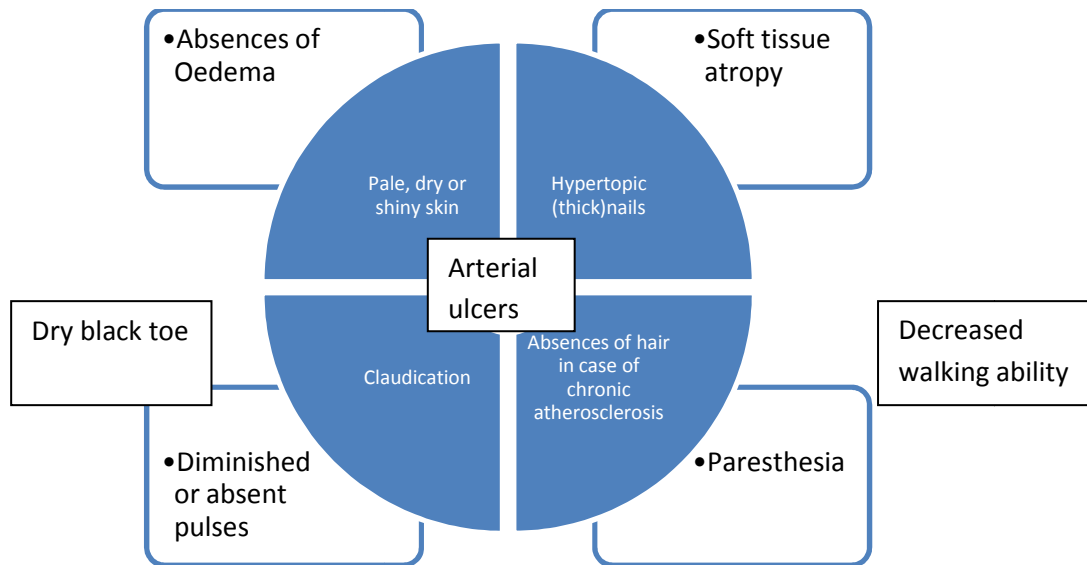 •Absences of
Oedema
•Soft tissue
atropy
Pale, dry or
shiny skin
Hypertopic
(thick)nails
Arterial
ulcers
Dry black toe
Decreased
walking ability
Claudication
Absences of hair
in case of
chronic
atherosclerosis
•Diminished
or absent
pulses
•Paresthesia